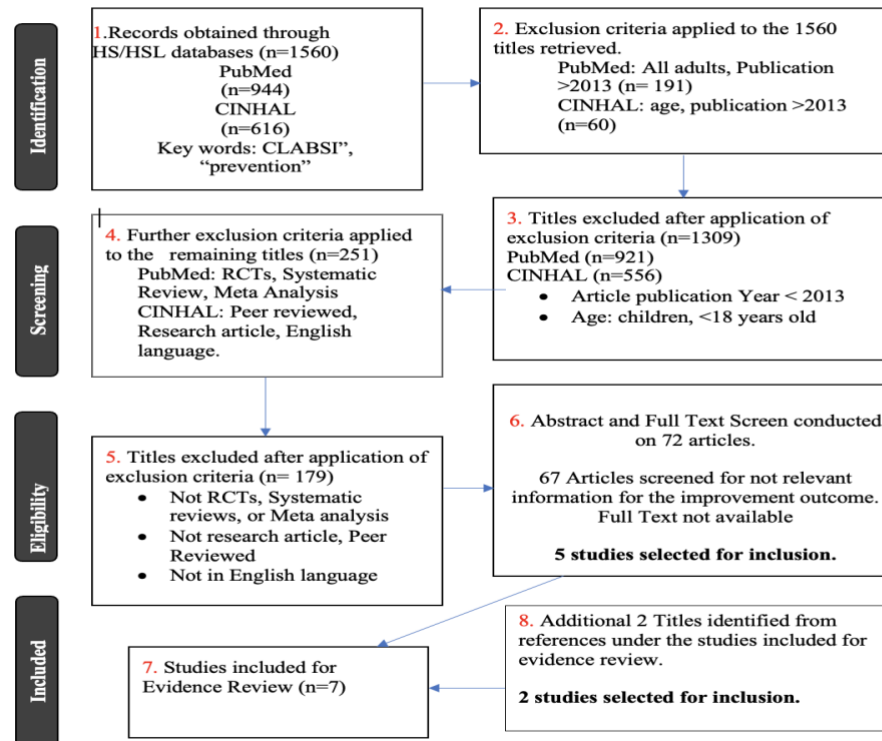 Identification
1.Records obtained through
HS/HSL databases (n=1560)
PubMed
(n=944)
CINHAL
(n=616)
Key words: CLABSI”,
“prevention”
2. Exclusion criteria applied to the 1560
titles retrieved.
PubMed: All adults, Publication
>2013 (n= 191)
CINHAL: age, publication >2013
(n=60)
Screening
3. Titles excluded after application of
exclusion criteria (n=1309)
PubMed (n=921)
CINHAL (n=556)
• Article publication Year < 2013
• Age: children, <18 years old
4. Further exclusion criteria applied
to the remaining titles (n=251)
PubMed: RCTs, Systematic
Review, Meta Analysis
CINHAL: Peer reviewed,
Research article, English
language.
Eligibility
5. Titles excluded after application of
exclusion criteria (n= 179)
• Not RCTs, Systematic
reviews, or Meta analysis
• Not research article, Peer
Reviewed
• Not in English language
6. Abstract and Full Text Screen conducted
on 72 articles.
67 Articles screened for not relevant
information for the improvement outcome.
Full Text not available
5 studies selected for inclusion.
Included
7. Studies included for
Evidence Review (n=7)
8. Additional 2 Titles identified from
references under the studies included for
evidence review.
2 studies selected for inclusion.